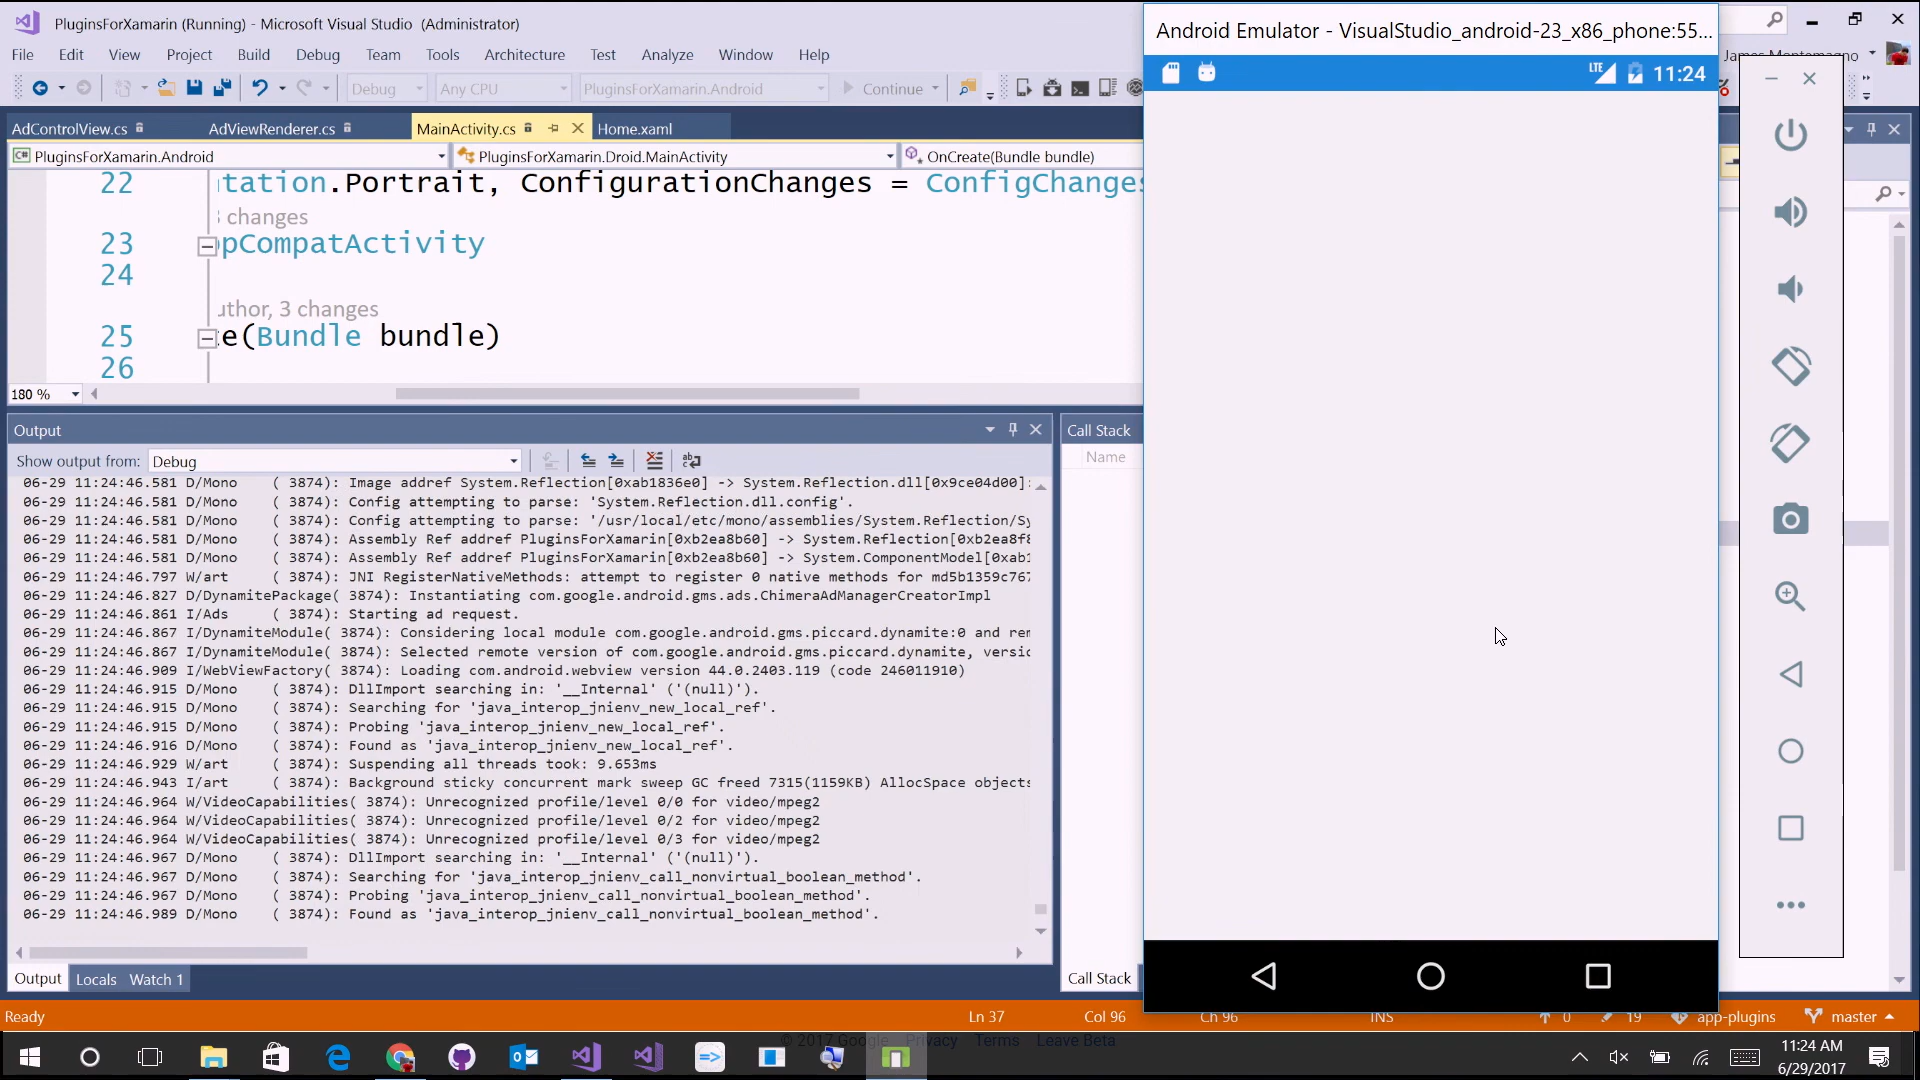 PluginsForXamarin (Running) - Microsoft Visual Studio (Administrator)
Android Emulator - VisualStudio_android-23_x86_phone:55...
File Edit View Project Build Debug Team Tools Architecture Test Analyze Window Help
James Montemagno
LTE 11:24
Debug Any CPU PluginsForXamarin.Android Continue
AdControlView.cs AdViewRenderer.cs MainActivity.cs Home.xaml
PluginsForXamarin.Android PluginsForXamarin.Droid.MainActivity OnCreate(Bundle bundle)
22 tation.Portrait, ConfigurationChanges = ConfigChanges
changes
23 pCompatActivity
24
uthor, 3 changes
25 e(Bundle bundle)
26
180 %
Output
Call Stack
Show output from: Debug
Name
06-29 11:24:46.581 D/Mono ( 3874): Image addref System.Reflection[0xab1836e0] -> System.Reflection.dll[0x9ce04d00]:
06-29 11:24:46.581 D/Mono ( 3874): Config attempting to parse: 'System.Reflection.dll.config'.
06-29 11:24:46.581 D/Mono ( 3874): Config attempting to parse: '/usr/local/etc/mono/assemblies/System.Reflection/Sy
06-29 11:24:46.581 D/Mono ( 3874): Assembly Ref addref PluginsForXamarin[0xb2ea8b60] -> System.Reflection[0xb2ea8f8
06-29 11:24:46.581 D/Mono ( 3874): Assembly Ref addref PluginsForXamarin[0xb2ea8b60] -> System.ComponentModel[0xab1
06-29 11:24:46.797 W/art ( 3874): JNI RegisterNativeMethods: attempt to register 0 native methods for md5b1359c767
06-29 11:24:46.827 D/DynamitePackage( 3874): Instantiating com.google.android.gms.ads.ChimeraAdManagerCreatorImpl
06-29 11:24:46.861 I/Ads ( 3874): Starting ad request.
06-29 11:24:46.867 I/DynamiteModule( 3874): Considering local module com.google.android.gms.piccard.dynamite:0 and rem
06-29 11:24:46.867 I/DynamiteModule( 3874): Selected remote version of com.google.android.gms.piccard.dynamite, versio
06-29 11:24:46.909 I/WebViewFactory( 3874): Loading com.android.webview version 44.0.2403.119 (code 246011910)
06-29 11:24:46.915 D/Mono ( 3874): DllImport searching in: '__Internal' ('(null)').
06-29 11:24:46.915 D/Mono ( 3874): Searching for 'java_interop_jnienv_new_local_ref'.
06-29 11:24:46.915 D/Mono ( 3874): Probing 'java_interop_jnienv_new_local_ref'.
06-29 11:24:46.916 D/Mono ( 3874): Found as 'java_interop_jnienv_new_local_ref'.
06-29 11:24:46.929 W/art ( 3874): Suspending all threads took: 9.653ms
06-29 11:24:46.943 I/art ( 3874): Background sticky concurrent mark sweep GC freed 7315(1159KB) AllocSpace objects
06-29 11:24:46.964 W/VideoCapabilities( 3874): Unrecognized profile/level 0/0 for video/mpeg2
06-29 11:24:46.964 W/VideoCapabilities( 3874): Unrecognized profile/level 0/2 for video/mpeg2
06-29 11:24:46.964 W/VideoCapabilities( 3874): Unrecognized profile/level 0/3 for video/mpeg2
06-29 11:24:46.967 D/Mono ( 3874): DllImport searching in: '__Internal' ('(null)').
06-29 11:24:46.967 D/Mono ( 3874): Searching for 'java_interop_jnienv_call_nonvirtual_boolean_method'.
06-29 11:24:46.967 D/Mono ( 3874): Probing 'java_interop_jnienv_call_nonvirtual_boolean_method'.
06-29 11:24:46.989 D/Mono ( 3874): Found as 'java_interop_jnienv_call_nonvirtual_boolean_method'.
Output Locals Watch 1
Call Stack
Ready Ln 37 Col 96 Ch 96 INS 0 19 app-plugins master
© 2017 Google Privacy Terms Leave Beta
11:24 AM
6/29/2017